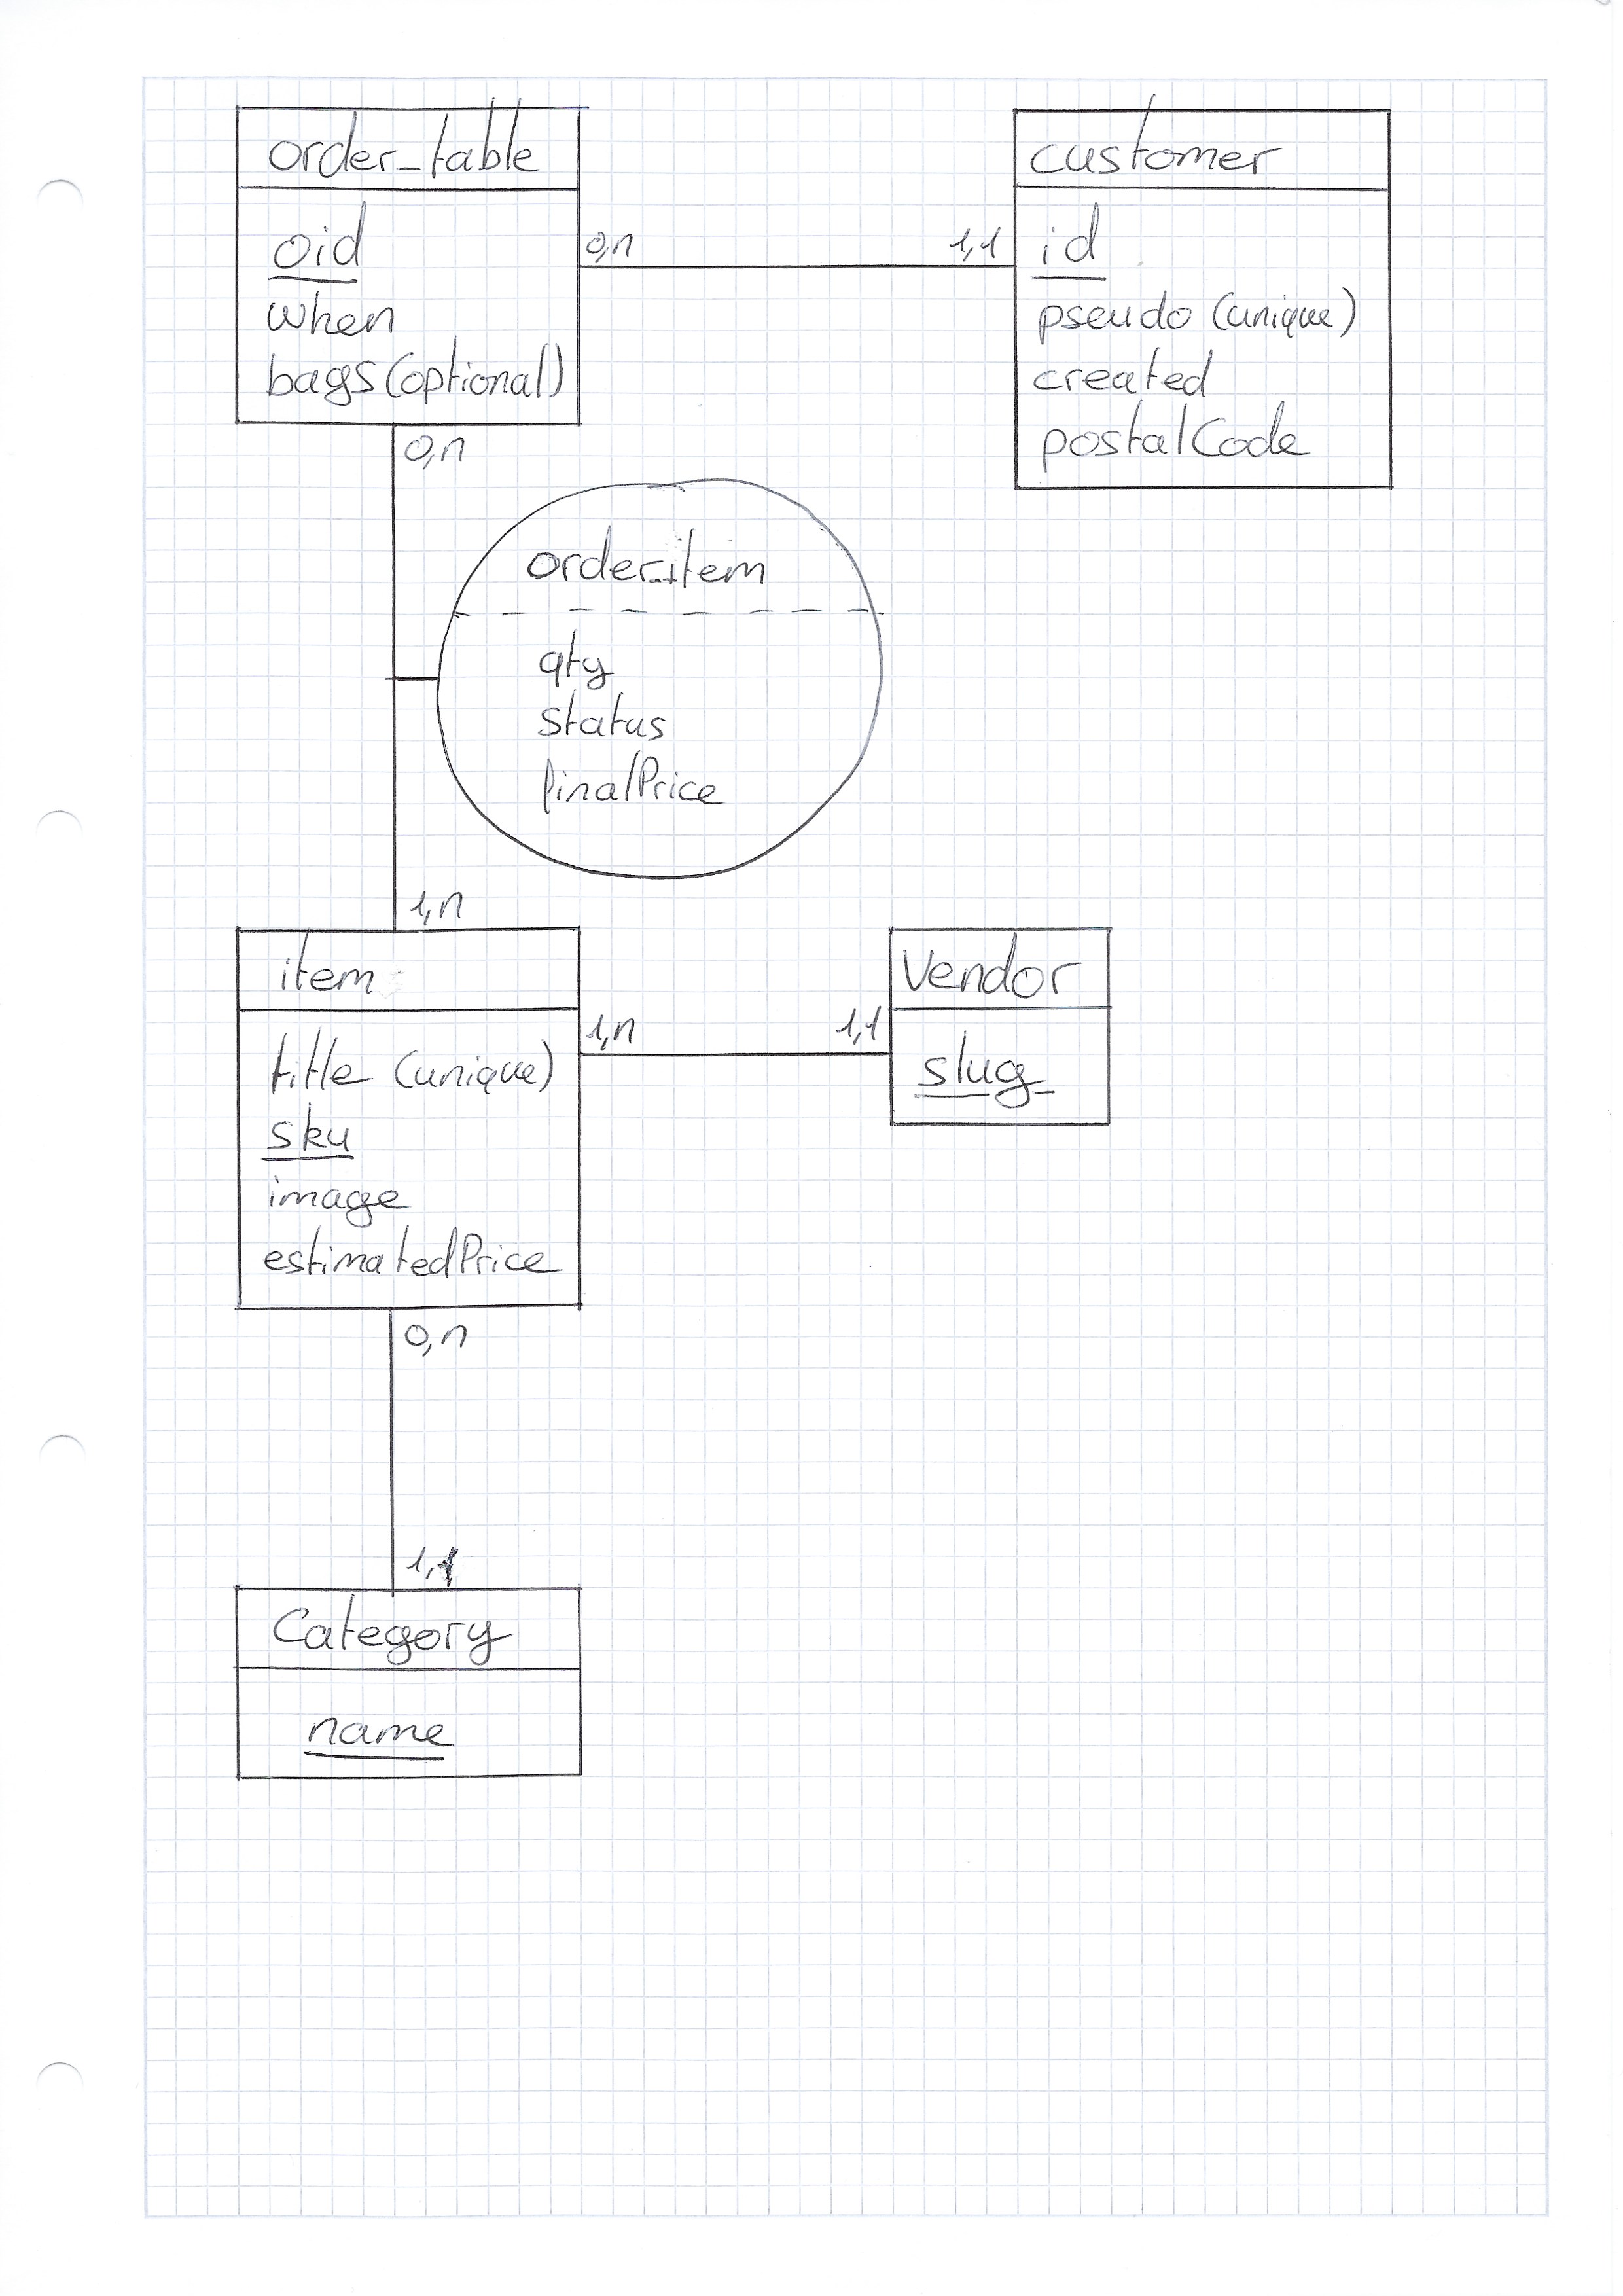 order_table
oid
when
bags (optional)
0,n
1,1
customer
id
pseudo (unique)
created
postalCode
0,n
order_item
qty
status
finalPrice
1,n
item
title (unique)
sku
image
estimatedPrice
1,n
1,1
Vendor
slug
0,n
1,1
Category
name